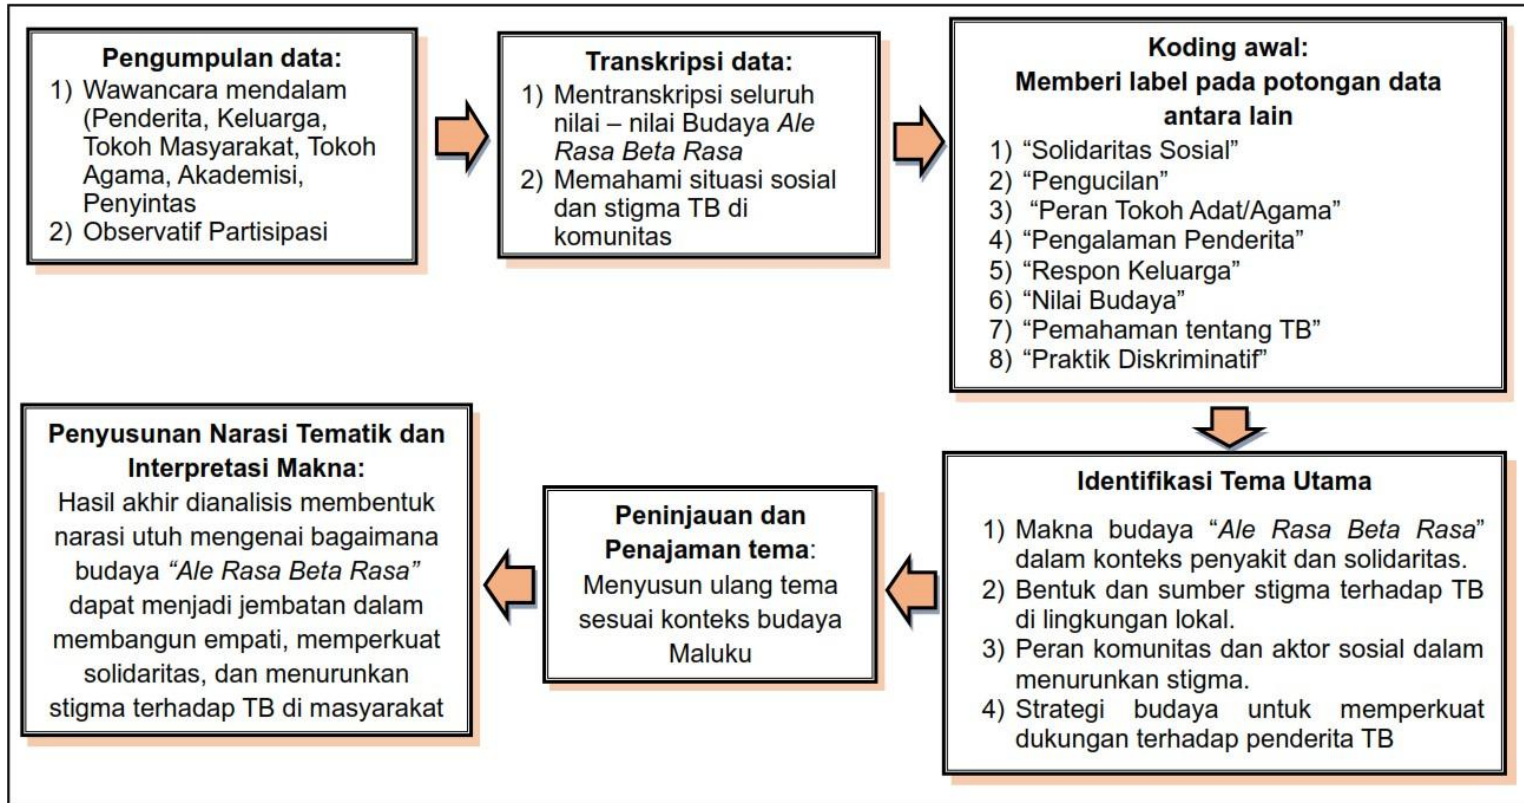 Pengumpulan data:
1) Wawancara mendalam
(Penderita, Keluarga,
Tokoh Masyarakat, Tokoh
Agama, Akademisi,
Penyintas
2) Observatif Partisipasi
Transkripsi data:
1) Mentranskripsi seluruh
nilai – nilai Budaya Ale
Rasa Beta Rasa
2) Memahami situasi sosial
dan stigma TB di
komunitas
Koding awal:
Memberi label pada potongan data
antara lain
1) “Solidaritas Sosial”
2) “Pengucilan”
3) “Peran Tokoh Adat/Agama”
4) “Pengalaman Penderita”
5) “Respon Keluarga”
6) “Nilai Budaya”
7) “Pemahaman tentang TB”
8) “Praktik Diskriminatif”
Identifikasi Tema Utama
1) Makna budaya “Ale Rasa Beta Rasa”
dalam konteks penyakit dan solidaritas.
2) Bentuk dan sumber stigma terhadap TB
di lingkungan lokal.
3) Peran komunitas dan aktor sosial dalam
menurunkan stigma.
4) Strategi budaya untuk memperkuat
dukungan terhadap penderita TB
Peninjauan dan
Penajaman tema:
Menyusun ulang tema
sesuai konteks budaya
Maluku
Penyusunan Narasi Tematik dan
Interpretasi Makna:
Hasil akhir dianalisis membentuk
narasi utuh mengenai bagaimana
budaya “Ale Rasa Beta Rasa”
dapat menjadi jembatan dalam
membangun empati, memperkuat
solidaritas, dan menurunkan
stigma terhadap TB di masyarakat